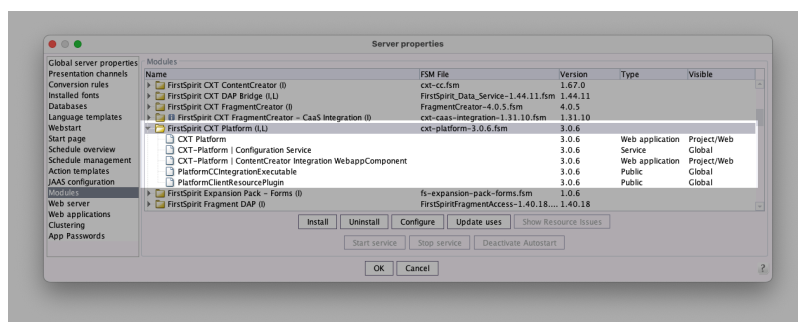 Server properties
Global server properties
Presentation channels
Conversion rules
Installed fonts
Databases
Language templates
Webstart
Start page
Schedule overview
Schedule management
Action templates
JAAS configuration
Modules
Web server
Web applications
Clustering
App Passwords
Modules
Name FSM File Version Type Visible
FirstSpirit CXT ContentCreator (I) cxt-cc.fsm 1.67.0
FirstSpirit CXT DAP Bridge (I,L) FirstSpirit_Data_Service-1.44.11.fsm 1.44.11
FirstSpirit CXT FragmentCreator (I) FragmentCreator-4.0.5.fsm 4.0.5
FirstSpirit CXT FragmentCreator - CaaS Integration (I) cxt-caas-integration-1.31.10.fsm 1.31.10
FirstSpirit CXT Platform (I,L) cxt-platform-3.0.6.fsm 3.0.6
CXT Platform 3.0.6 Web application Project/Web
CXT-Platform | Configuration Service 3.0.6 Service Global
CXT-Platform | ContentCreator Integration WebappComponent 3.0.6 Web application Project/Web
PlatformCCIntegrationExecutable 3.0.6 Public Global
PlatformClientResourcePlugin 3.0.6 Public Global
FirstSpirit Expansion Pack - Forms (I) fs-expansion-pack-forms.fsm 1.0.6
FirstSpirit Fragment DAP (I) FirstSpiritFragmentAccess-1.40.18.... 1.40.18
Install Uninstall Configure Update uses Show Resource Issues
Start service Stop service Deactivate Autostart
OK Cancel ?